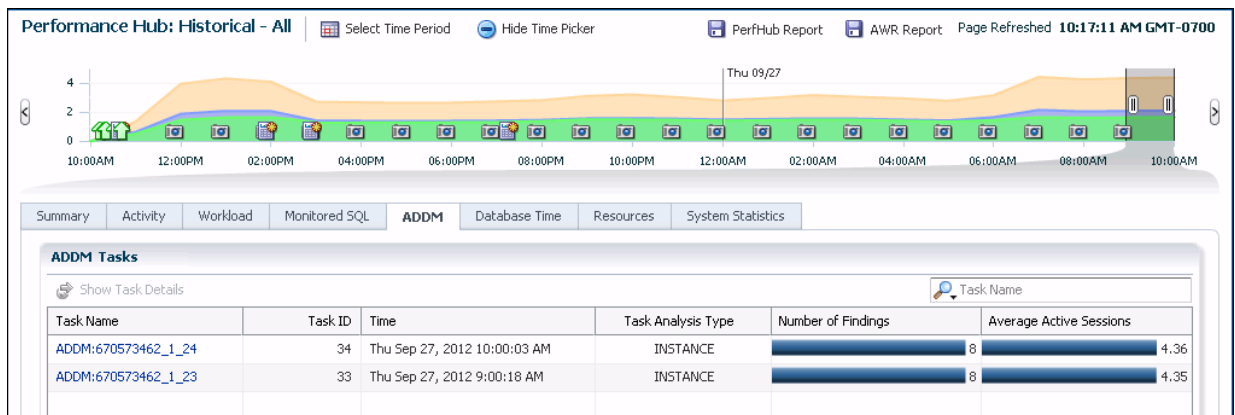 Performance Hub: Historical - All Select Time Period Hide Time Picker PerfHub Report AWR Report Page Refreshed 10:17:11 AM GMT-0700
Thu 09/27
4
2
0
10:00AM 12:00PM 02:00PM 04:00PM 06:00PM 08:00PM 10:00PM 12:00AM 02:00AM 04:00AM 06:00AM 08:00AM 10:00AM
Summary Activity Workload Monitored SQL ADDM Database Time Resources System Statistics
ADDM Tasks
Show Task Details Task Name
Task Name Task ID Time Task Analysis Type Number of Findings Average Active Sessions
ADDM:670573462_1_24 34 Thu Sep 27, 2012 10:00:03 AM INSTANCE 8 4.36
ADDM:670573462_1_23 33 Thu Sep 27, 2012 9:00:18 AM INSTANCE 8 4.35